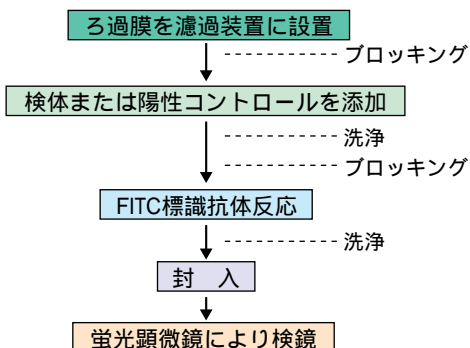 ろ過膜を濾過装置に設置
ブロッキング
検体または陽性コントロールを添加
洗浄
ブロッキング
FITC標識抗体反応
洗浄
封　入
蛍光顕微鏡により検鏡